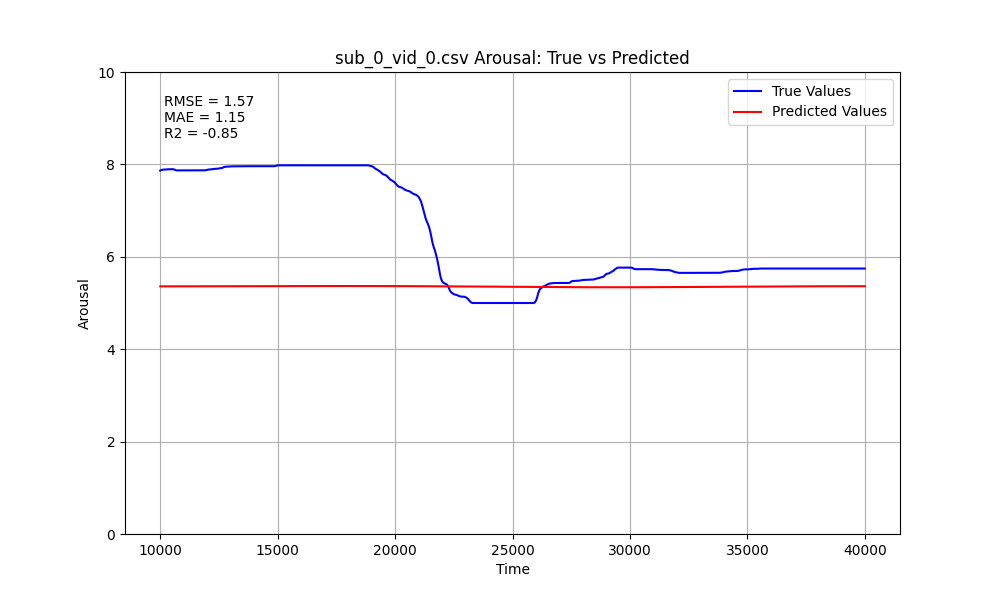 sub_0_vid_0.csv Arousal: True vs Predicted
10
RMSE = 1.57
MAE = 1.15
R2 = -0.85
True Values
Predicted Values
8
6
4
2
0
Arousal
10000 15000 20000 25000 30000 35000 40000
Time